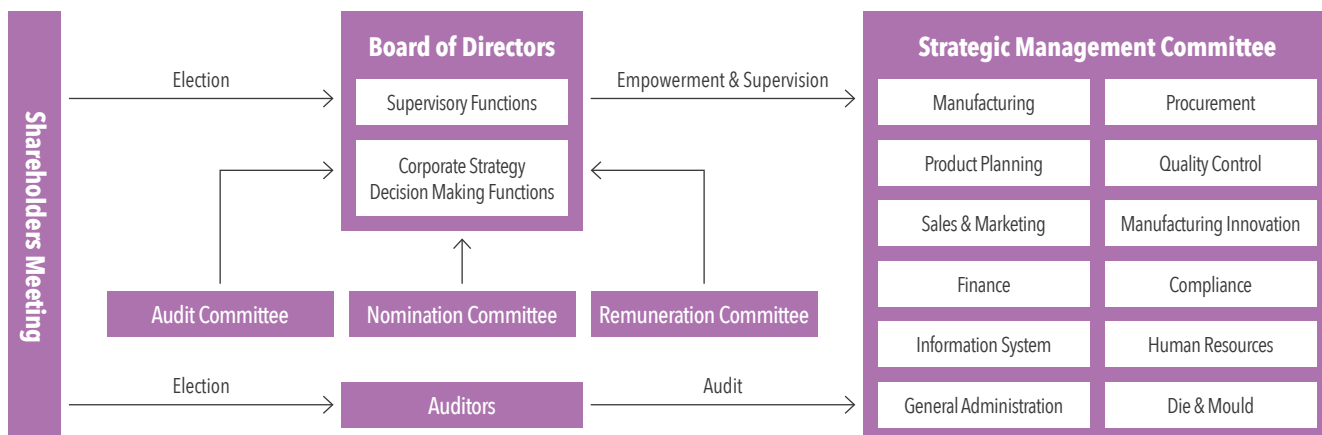 Shareholders Meeting
Election
Board of Directors
Supervisory Functions
Corporate Strategy
Decision Making Functions
Empowerment & Supervision
Audit Committee
Nomination Committee
Remuneration Committee
Election
Auditors
Audit
Strategic Management Committee
Manufacturing
Procurement
Product Planning
Quality Control
Sales & Marketing
Manufacturing Innovation
Finance
Compliance
Information System
Human Resources
General Administration
Die & Mould